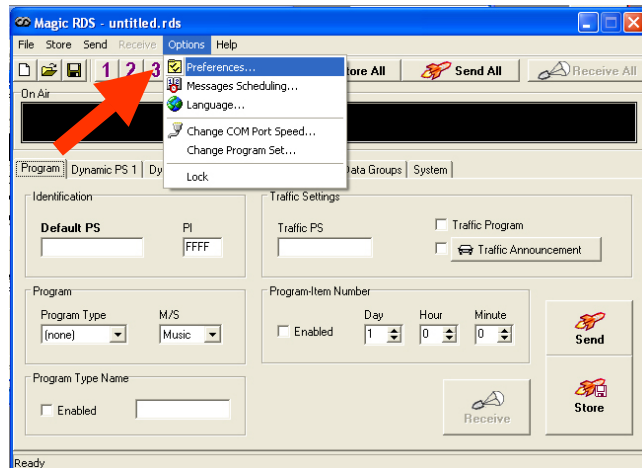 Magic RDS - untitled.rds
File Store Send Receive Options Help
1 2 3 Store All Send All Receive All
Preferences...
Messages Scheduling...
Language...
Change COM Port Speed...
Change Program Set...
Lock
On Air
Program Dynamic PS 1 Dy Data Groups System
Identification
Default PS PI
FFFF
Traffic Settings
Traffic PS
Traffic Program
Traffic Announcement
Program
Program Type M/S
(none) Music
Program-Item Number
Day Hour Minute
Enabled 1 0 0
Send
Program Type Name
Enabled
Receive
Store
Ready